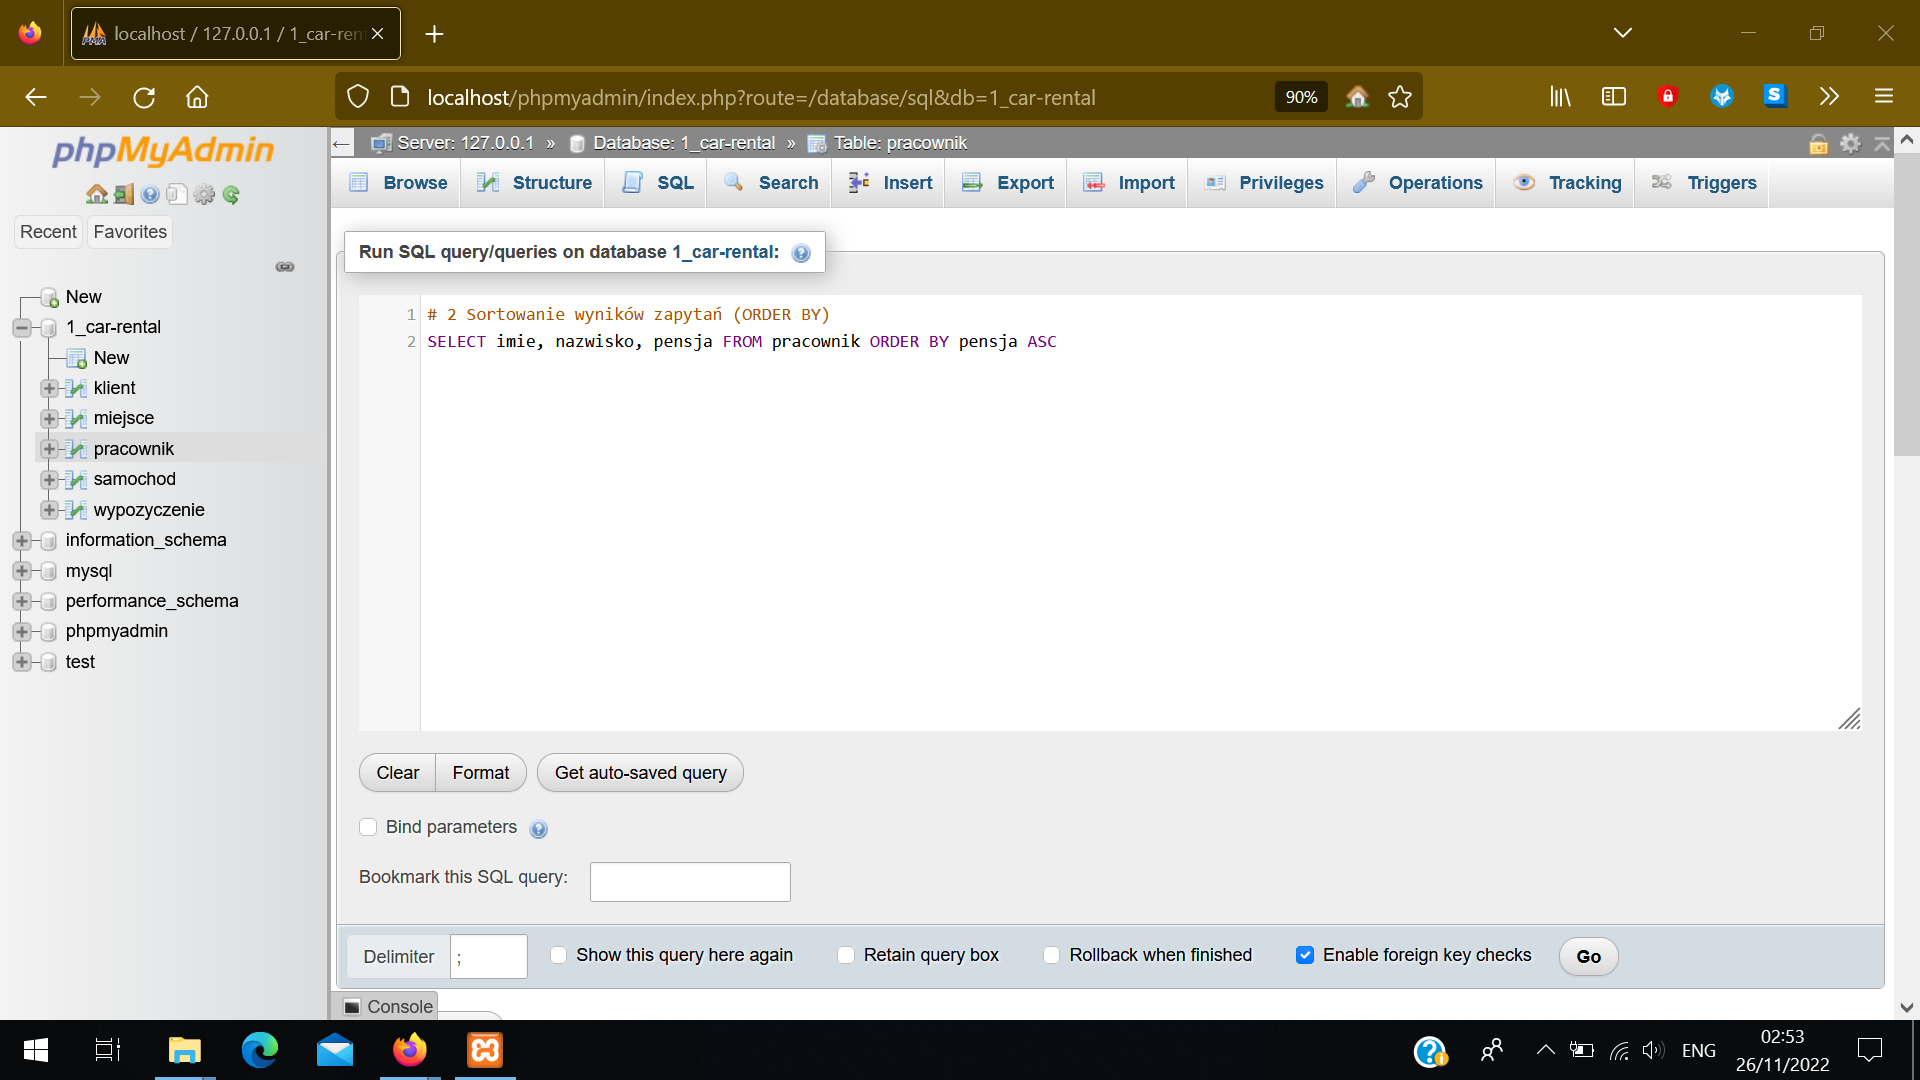 localhost / 127.0.0.1 / 1_car-ren
localhost/phpmyadmin/index.php?route=/database/sql&db=1_car-rental
90%
phpMyAdmin
Recent
Favorites
New
1_car-rental
New
klient
miejsce
pracownik
samochod
wypozyczenie
information_schema
mysql
performance_schema
phpmyadmin
test
Server: 127.0.0.1 » Database: 1_car-rental » Table: pracownik
Browse Structure SQL Search Insert Export Import Privileges Operations Tracking Triggers
Run SQL query/queries on database 1_car-rental:
1 # 2 Sortowanie wyników zapytań (ORDER BY)
2 SELECT imie, nazwisko, pensja FROM pracownik ORDER BY pensja ASC
Clear Format Get auto-saved query
Bind parameters
Bookmark this SQL query:
Delimiter ; Show this query here again Retain query box Rollback when finished Enable foreign key checks Go
Console
ENG
02:53
26/11/2022